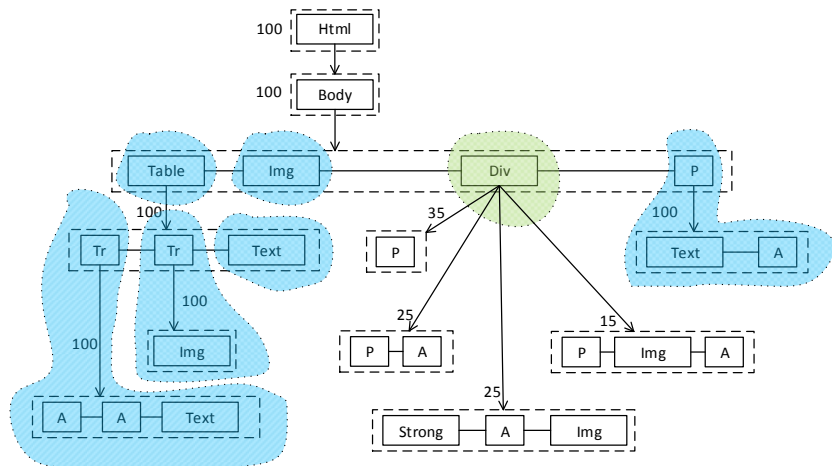 100 Html
100 Body
Table Img Div P
100 35 100
Tr Tr Text P Text A
100 25 15
100 Img P A P Img A
25
A A Text Strong A Img